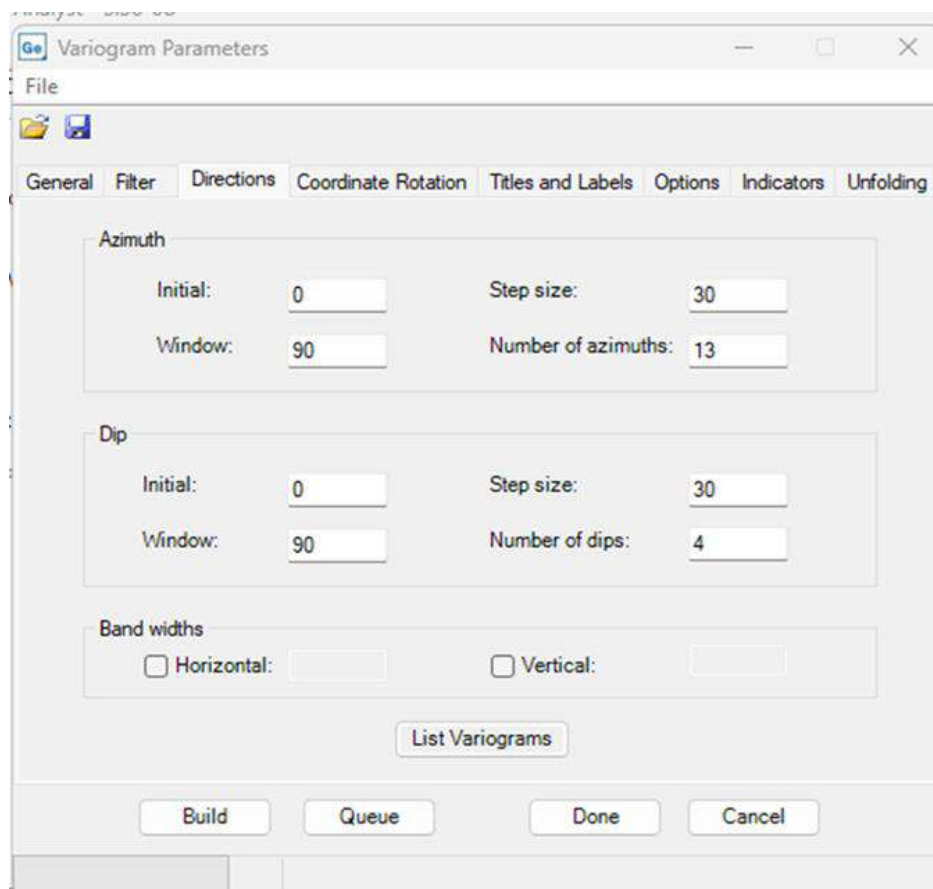 Ge Variogram Parameters
File
General Filter Directions Coordinate Rotation Titles and Labels Options Indicators Unfolding
Azimuth
Initial: 0 Step size: 30
Window: 90 Number of azimuths: 13
Dip
Initial: 0 Step size: 30
Window: 90 Number of dips: 4
Band widths
Horizontal: Vertical:
List Variograms
Build Queue Done Cancel